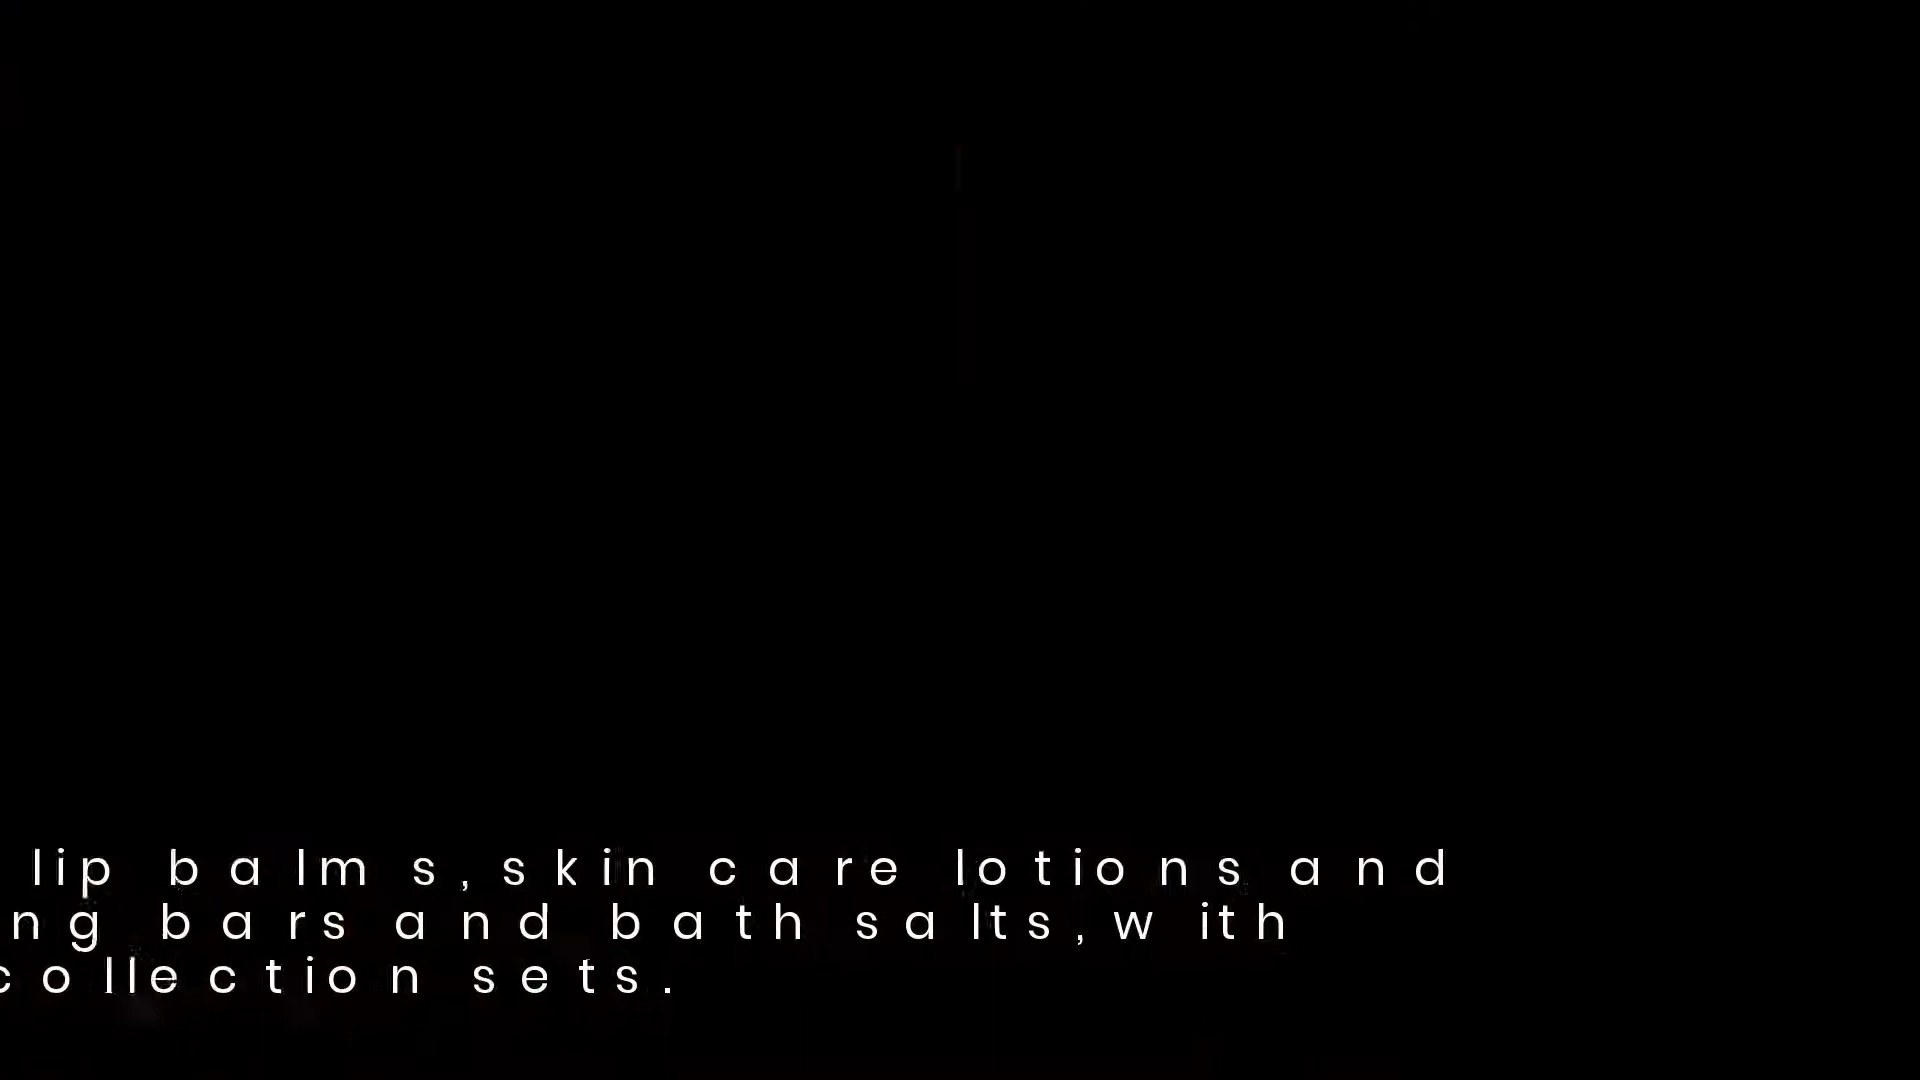 lip balms, skin care lotions and
ng bars and bath salts, with
collection sets.